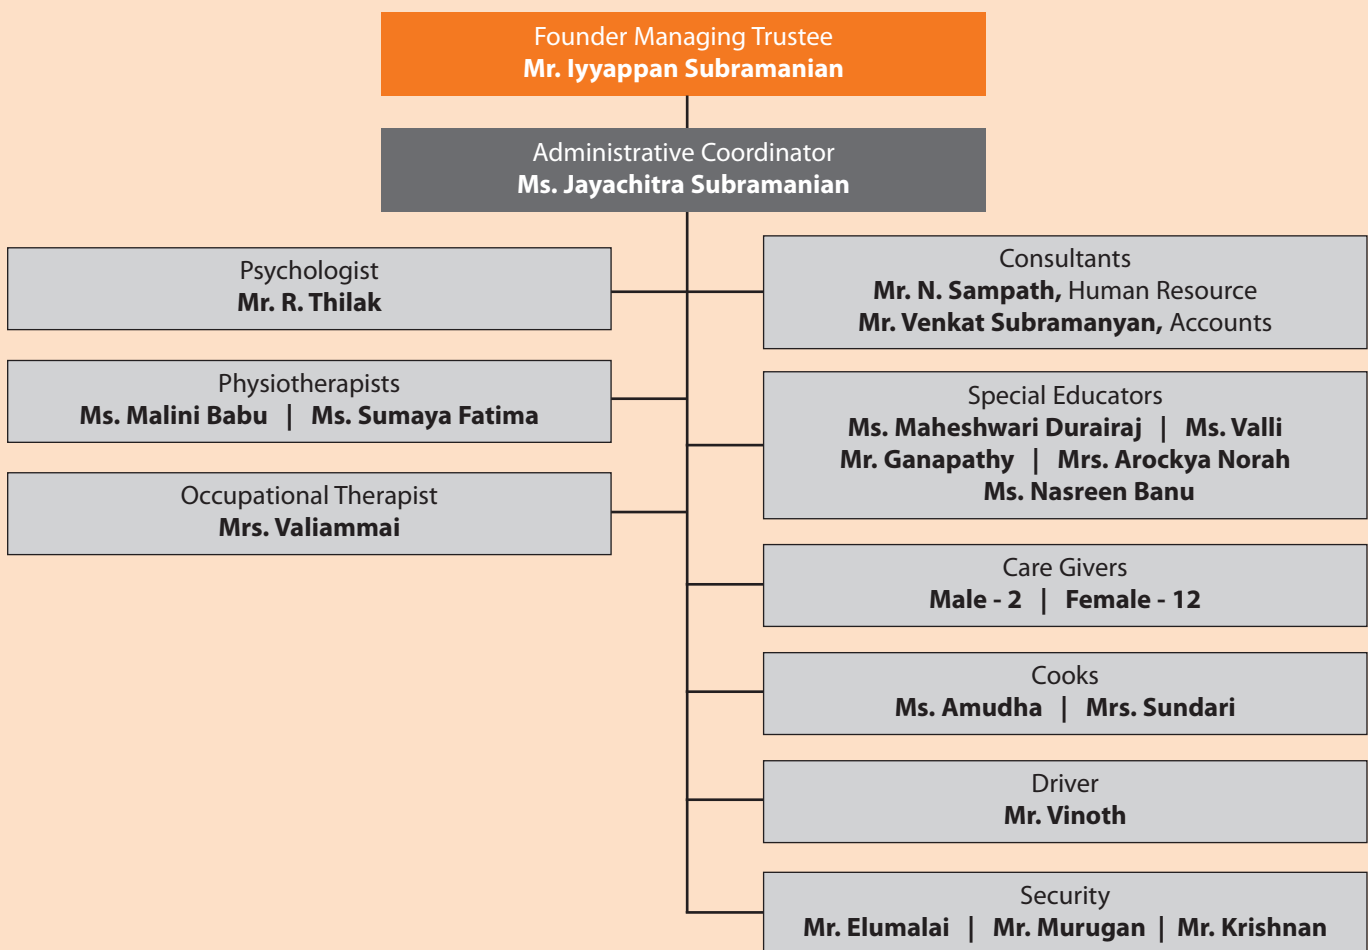 Founder Managing Trustee
Mr. Iyyappan Subramanian
Administrative Coordinator
Ms. Jayachitra Subramanian
Psychologist
Mr. R. Thilak
Physiotherapists
Ms. Malini Babu | Ms. Sumaya Fatima
Occupational Therapist
Mrs. Valiammai
Consultants
Mr. N. Sampath, Human Resource
Mr. Venkat Subramanyan, Accounts
Special Educators
Ms. Maheshwari Durairaj | Ms. Valli
Mr. Ganapathy | Mrs. Arockya Norah
Ms. Nasreen Banu
Care Givers
Male - 2 | Female - 12
Cooks
Ms. Amudha | Mrs. Sundari
Driver
Mr. Vinoth
Security
Mr. Elumalai | Mr. Murugan | Mr. Krishnan